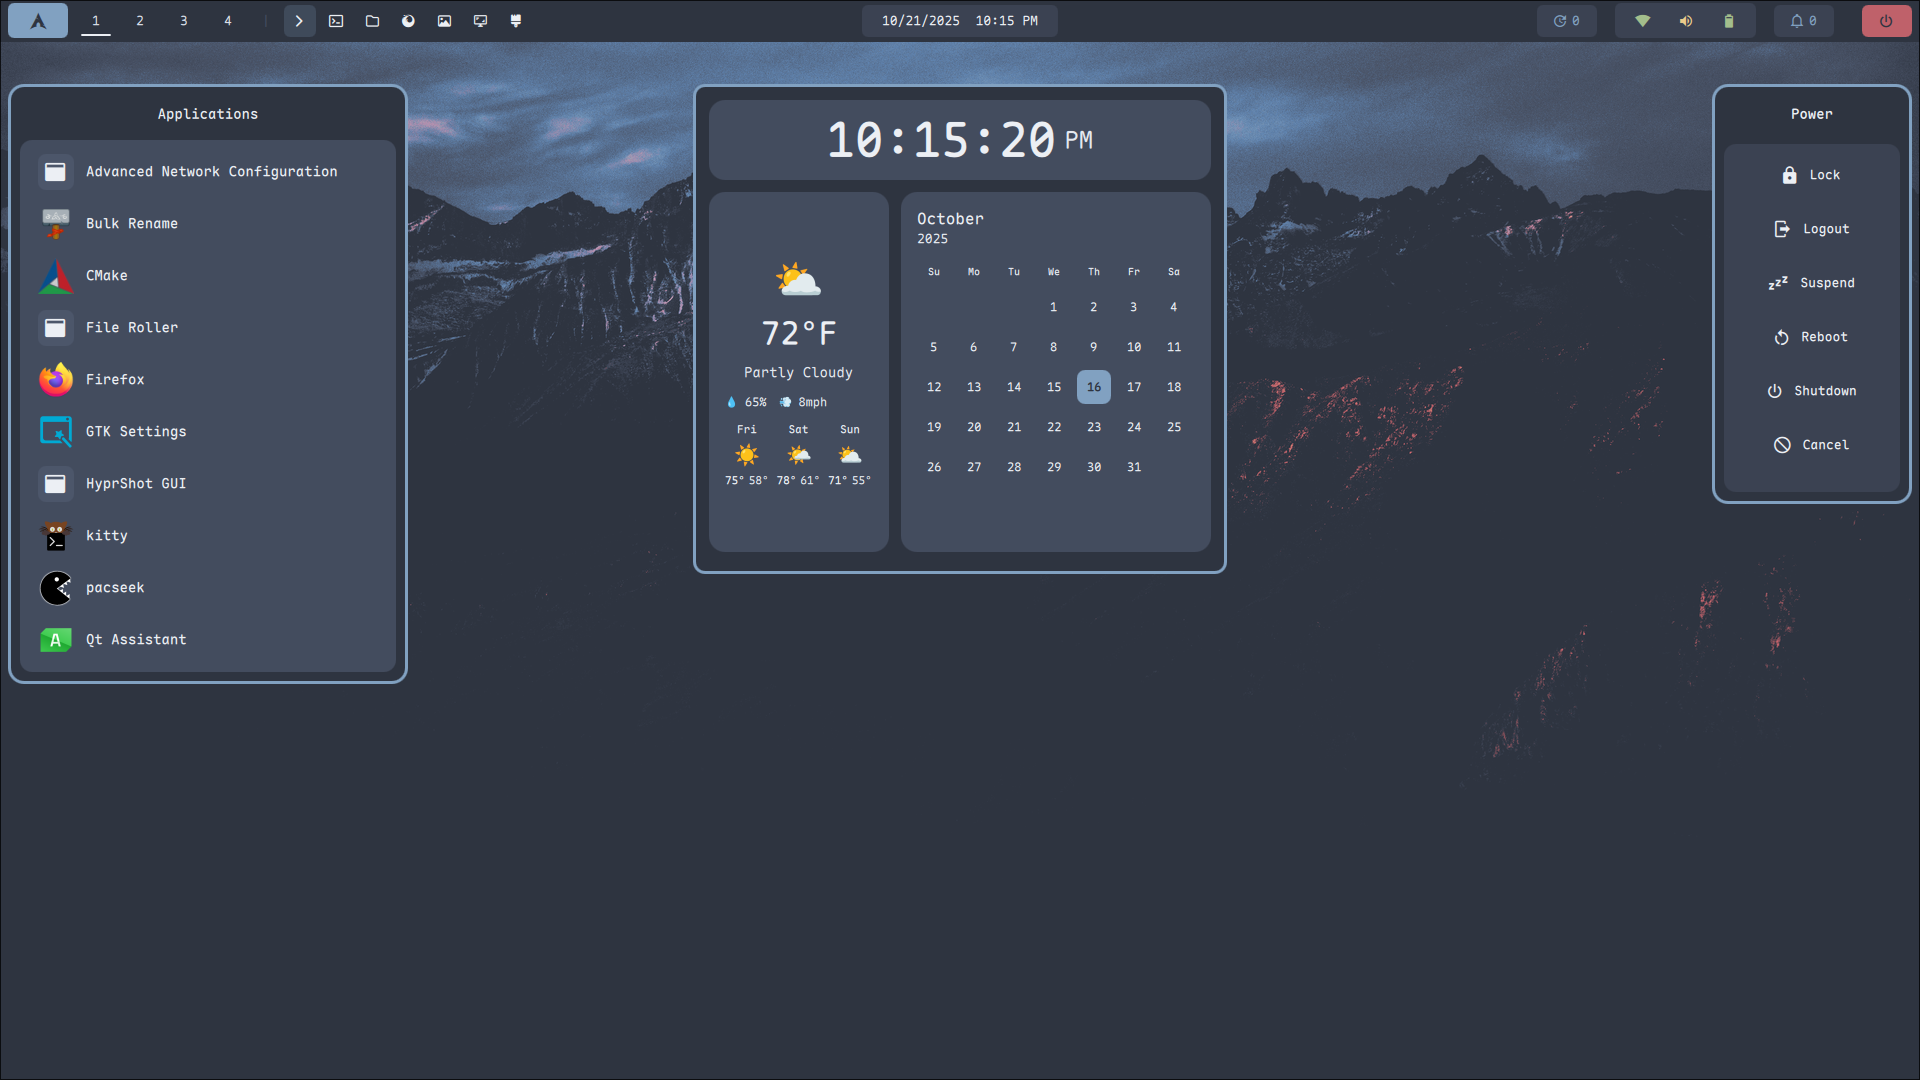 1 2 3 4
10/21/2025 10:15 PM
0
0
Applications
Advanced Network Configuration
Bulk Rename
CMake
File Roller
Firefox
GTK Settings
HyprShot GUI
kitty
pacseek
A Qt Assistant
10:15:20 PM
72°F
Partly Cloudy
65% 8mph
Fri Sat Sun
75° 58° 78° 61° 71° 55°
October
2025
Su Mo Tu We Th Fr Sa
1 2 3 4
5 6 7 8 9 10 11
12 13 14 15 16 17 18
19 20 21 22 23 24 25
26 27 28 29 30 31
Power
Lock
Logout
zzz Suspend
Reboot
Shutdown
Cancel